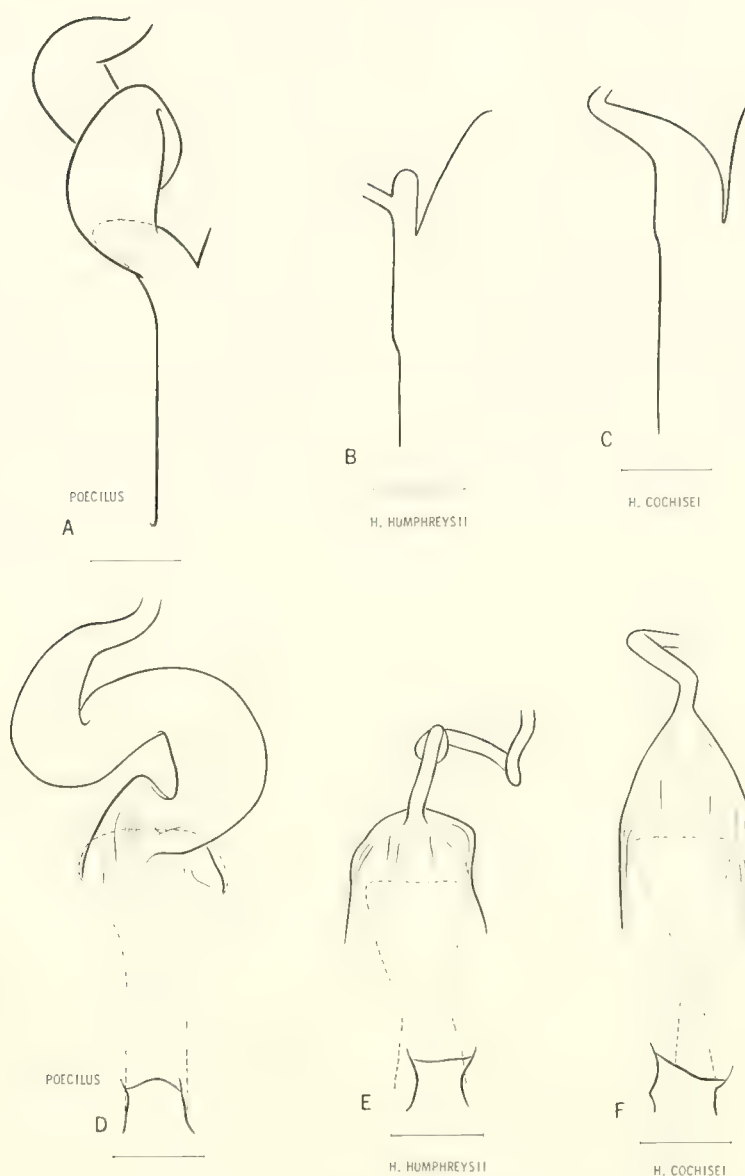 POECILUS
A
B
H. HUMPHREYSII
C
H. COCHISEI
POECILUS
D
E
H. HUMPHREYSII
F
H. COCHISEI